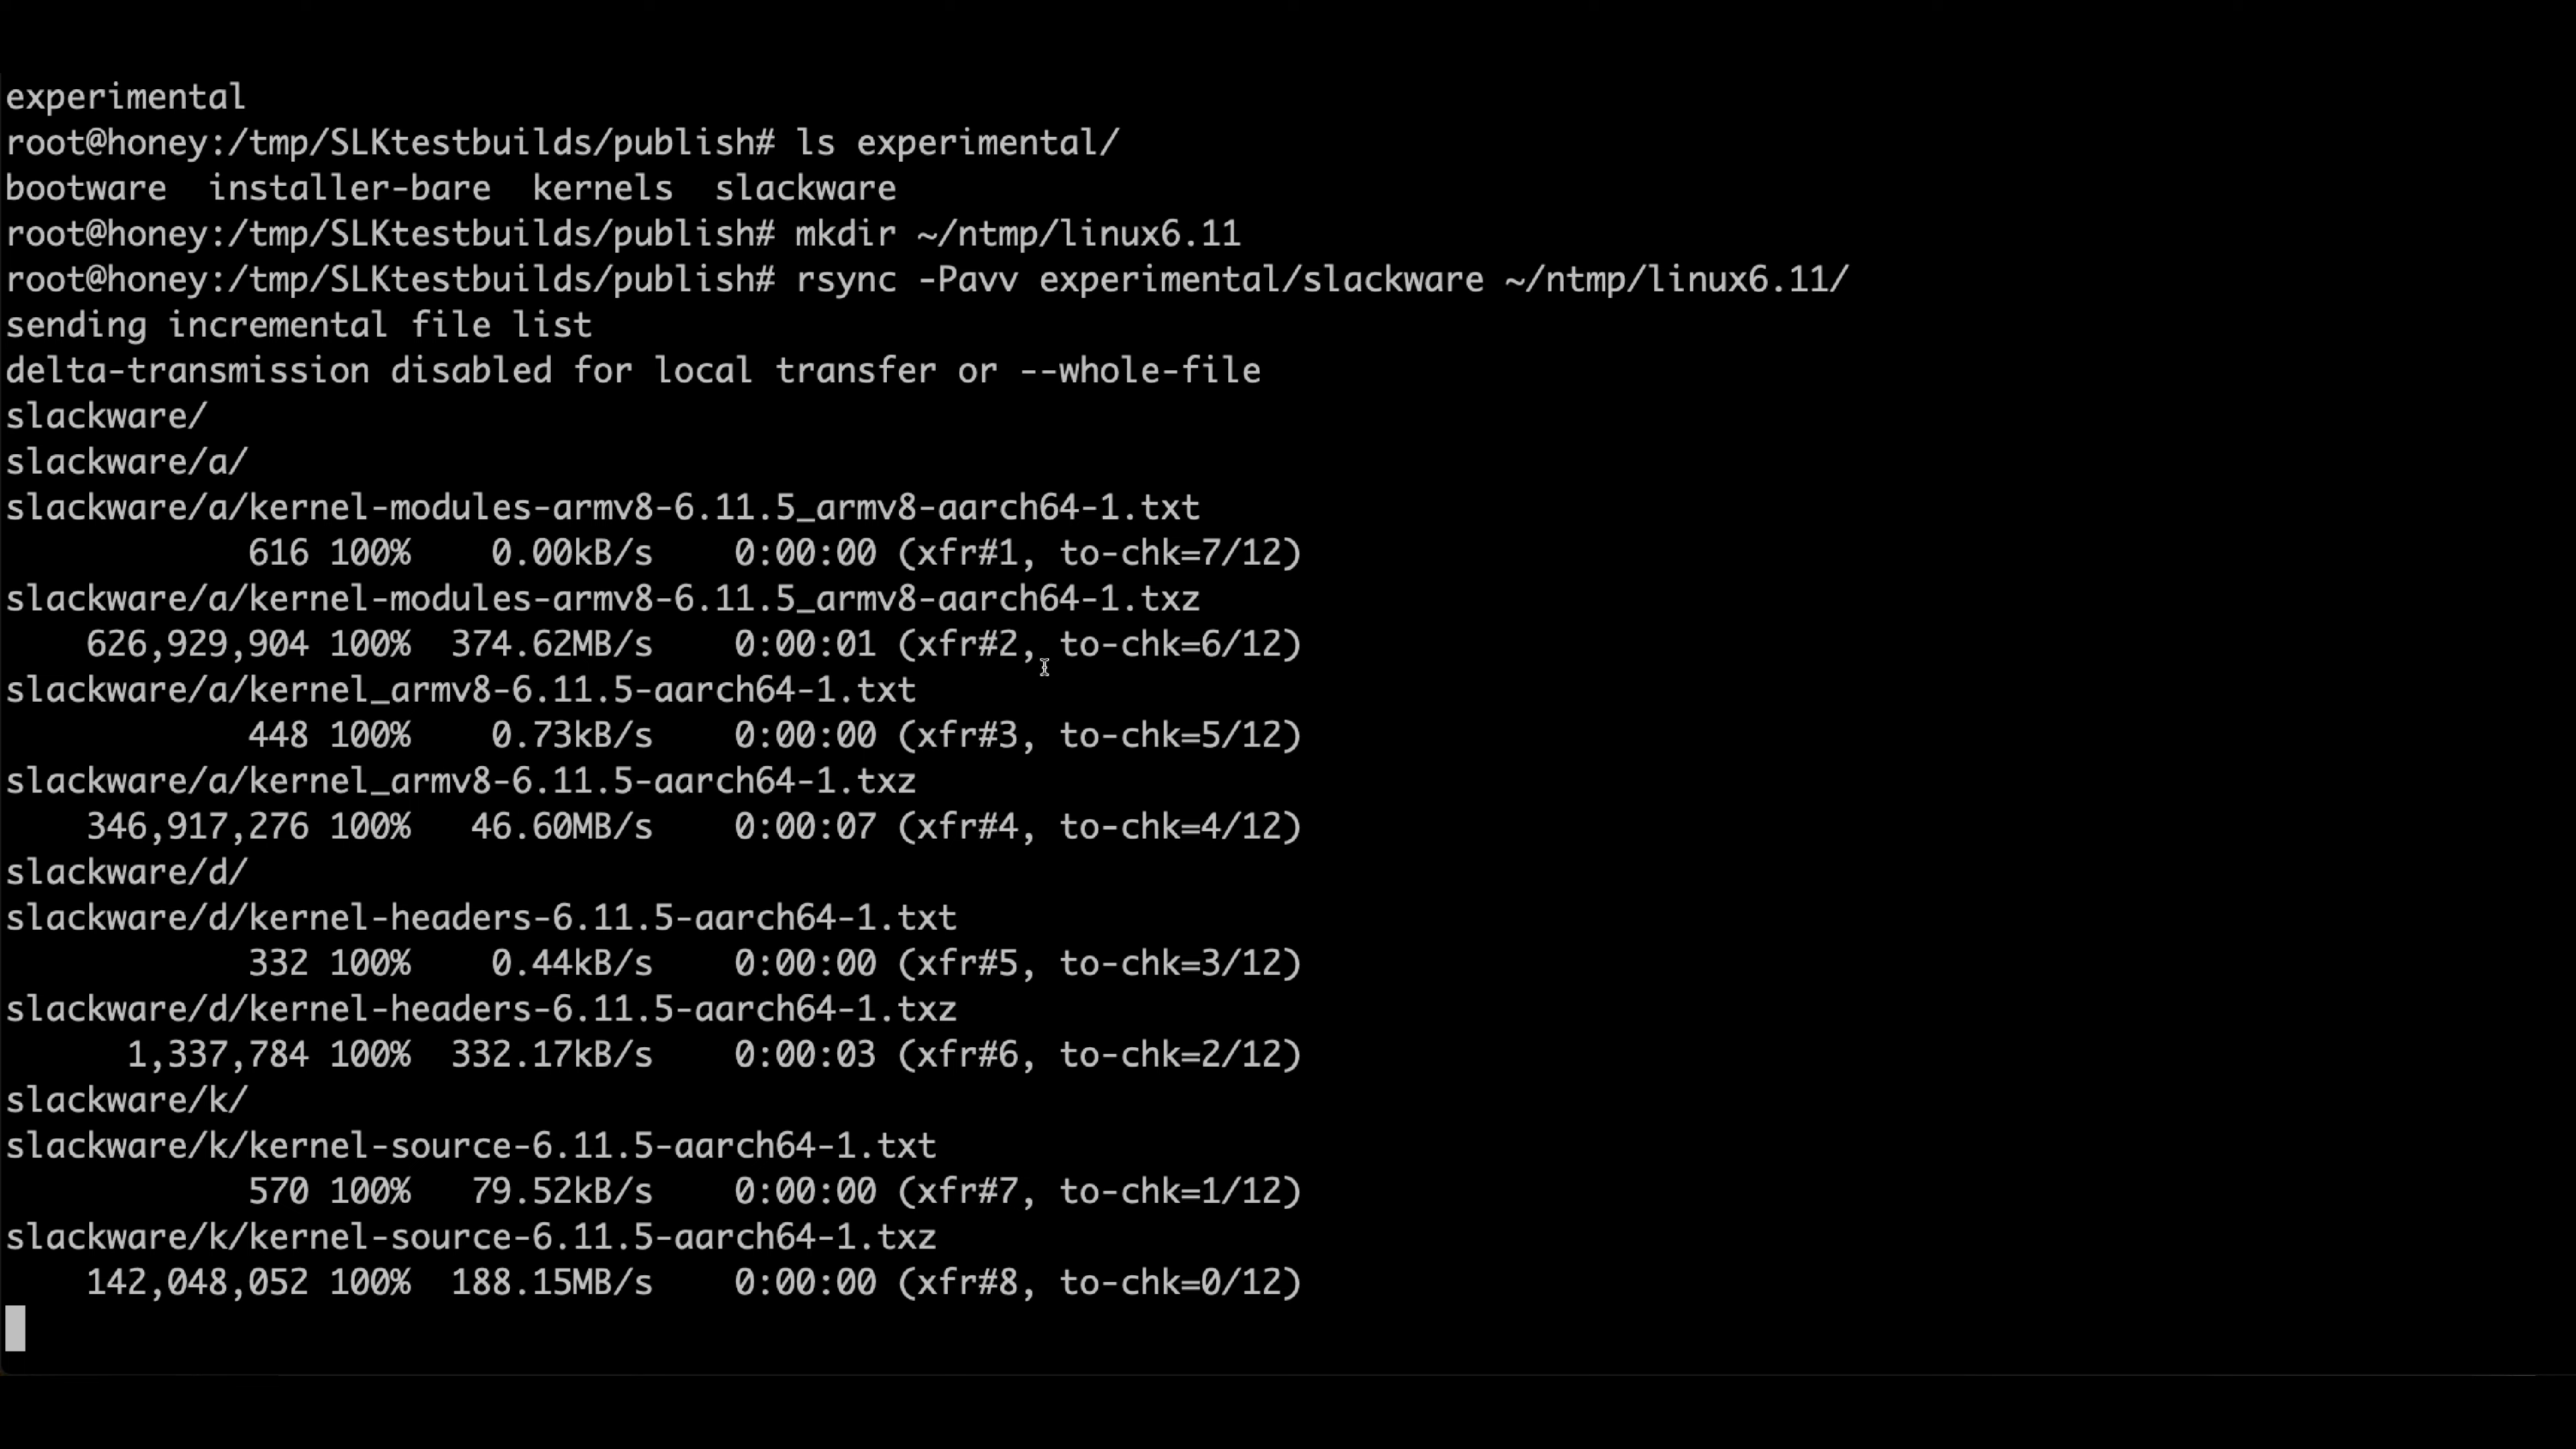 experimental
root@honey:/tmp/SLKtestbuilds/publish# ls experimental/
bootware  installer-bare  kernels  slackware
root@honey:/tmp/SLKtestbuilds/publish# mkdir ~/ntmp/linux6.11
root@honey:/tmp/SLKtestbuilds/publish# rsync -Pavv experimental/slackware ~/ntmp/linux6.11/
sending incremental file list
delta-transmission disabled for local transfer or --whole-file
slackware/
slackware/a/
slackware/a/kernel-modules-armv8-6.11.5_armv8-aarch64-1.txt
            616 100%    0.00kB/s    0:00:00 (xfr#1, to-chk=7/12)
slackware/a/kernel-modules-armv8-6.11.5_armv8-aarch64-1.txz
    626,929,904 100%  374.62MB/s    0:00:01 (xfr#2, to-chk=6/12)
slackware/a/kernel_armv8-6.11.5-aarch64-1.txt
            448 100%    0.73kB/s    0:00:00 (xfr#3, to-chk=5/12)
slackware/a/kernel_armv8-6.11.5-aarch64-1.txz
    346,917,276 100%   46.60MB/s    0:00:07 (xfr#4, to-chk=4/12)
slackware/d/
slackware/d/kernel-headers-6.11.5-aarch64-1.txt
            332 100%    0.44kB/s    0:00:00 (xfr#5, to-chk=3/12)
slackware/d/kernel-headers-6.11.5-aarch64-1.txz
      1,337,784 100%  332.17kB/s    0:00:03 (xfr#6, to-chk=2/12)
slackware/k/
slackware/k/kernel-source-6.11.5-aarch64-1.txt
            570 100%   79.52kB/s    0:00:00 (xfr#7, to-chk=1/12)
slackware/k/kernel-source-6.11.5-aarch64-1.txz
    142,048,052 100%  188.15MB/s    0:00:00 (xfr#8, to-chk=0/12)